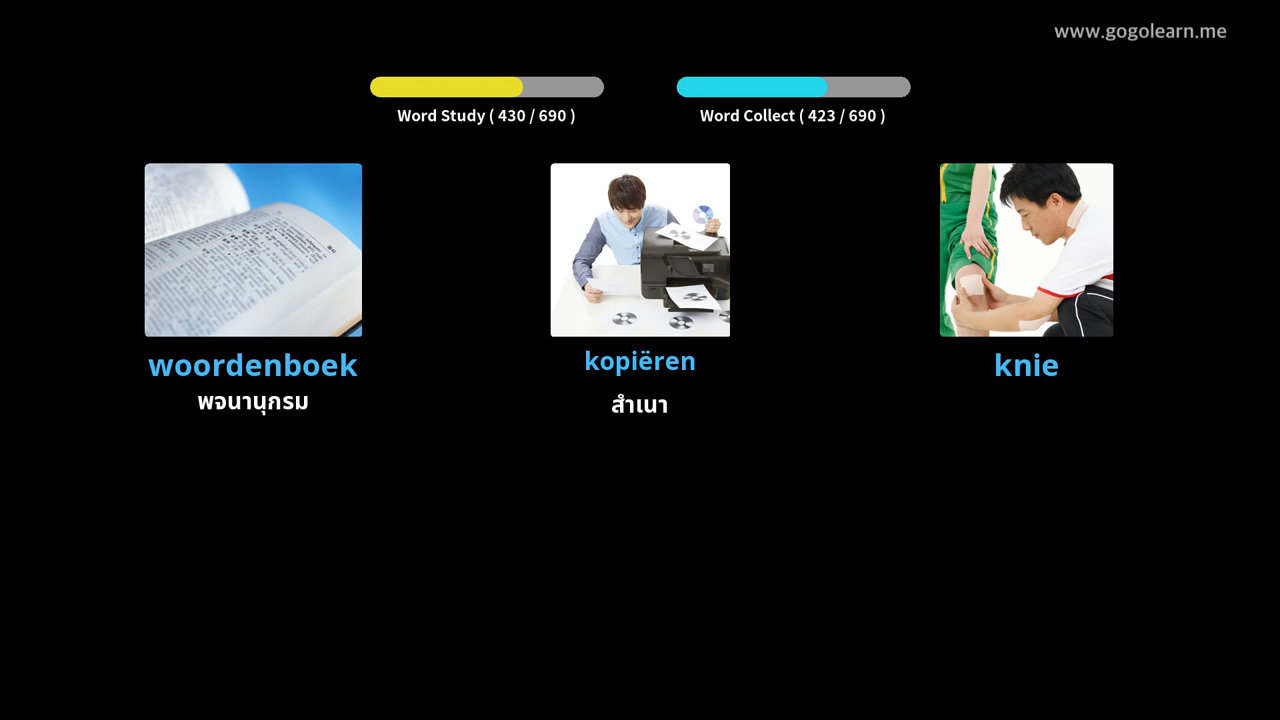 www.gogolearn.me
Word Study ( 430 / 690 )
Word Collect ( 423 / 690 )
woordenboek
พจนานุกรม
kopiëren
สำเนา
knie